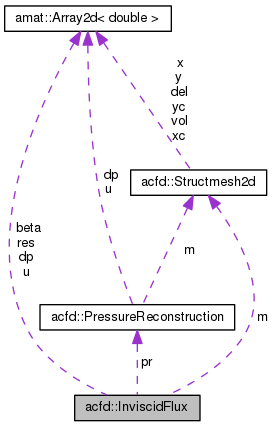 amat::Array2d< double >
x
y
del
yc
vol
xc
dp
u
acfd::Structmesh2d
beta
res
dp
u
m
acfd::PressureReconstruction
m
pr
acfd::InviscidFlux